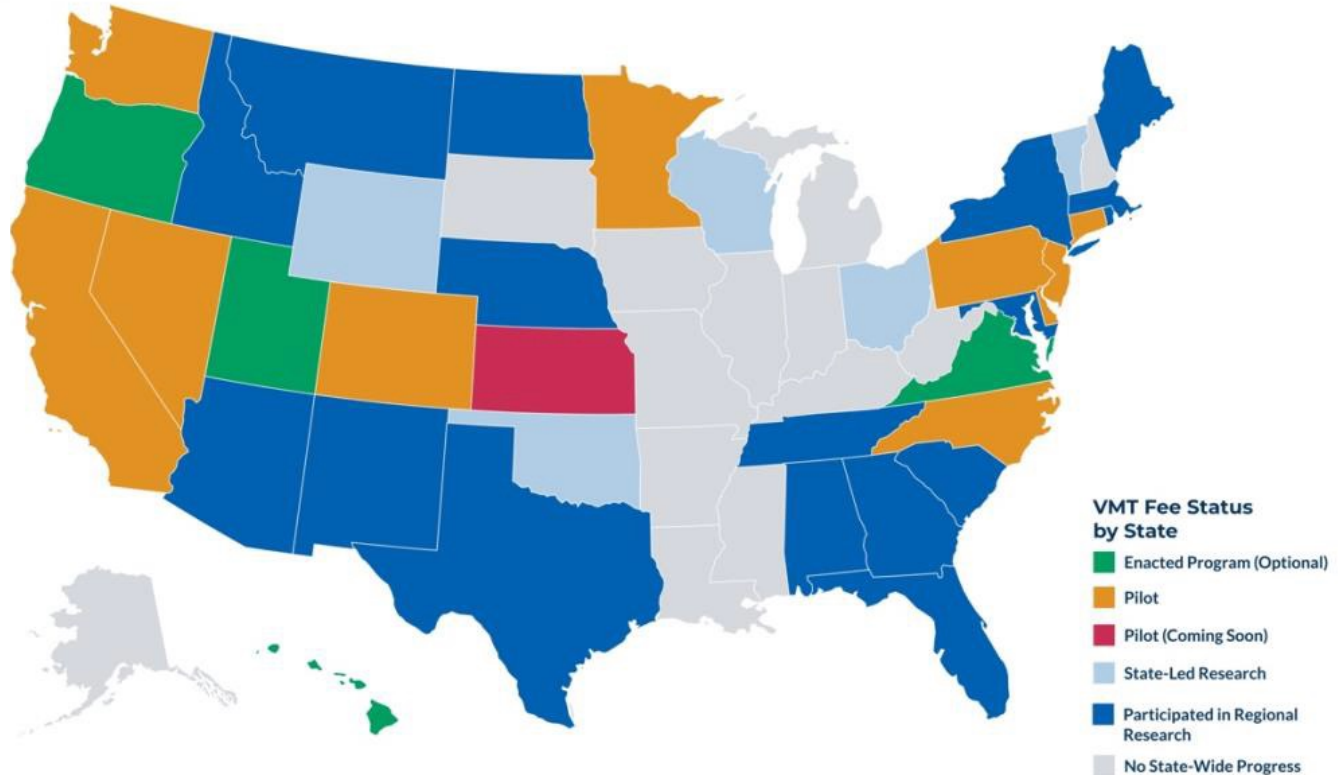 VMT Fee Status
by State
Enacted Program (Optional)
Pilot
Pilot (Coming Soon)
State-Led Research
Participated in Regional
Research
No State-Wide Progress